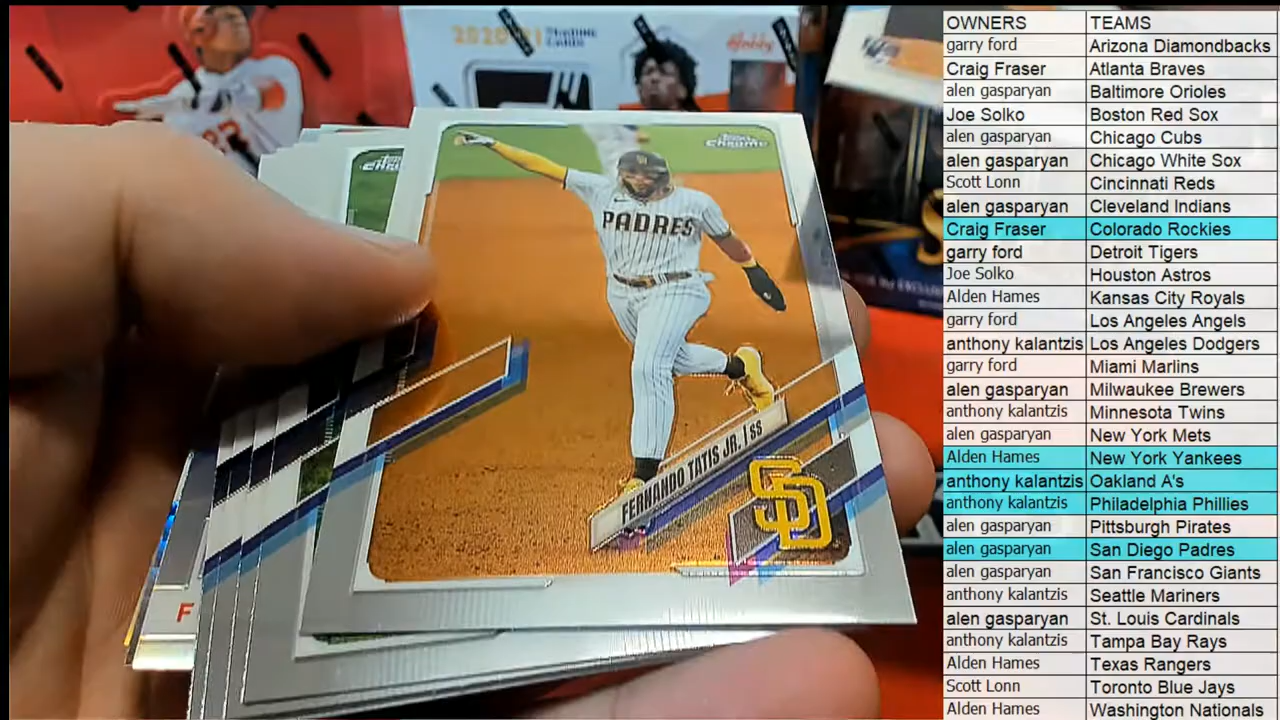 2020-21 TRADING CARDS
Hobby
Topps Chrome
Chrome
PADRES
FERNANDO TATIS JR. | SS
SD
F
OWNERS TEAMS
garry ford Arizona Diamondbacks
Craig Fraser Atlanta Braves
alen gasparyan Baltimore Orioles
Joe Solko Boston Red Sox
alen gasparyan Chicago Cubs
alen gasparyan Chicago White Sox
Scott Lonn Cincinnati Reds
alen gasparyan Cleveland Indians
Craig Fraser Colorado Rockies
garry ford Detroit Tigers
Joe Solko Houston Astros
Alden Hames Kansas City Royals
garry ford Los Angeles Angels
anthony kalantzis Los Angeles Dodgers
garry ford Miami Marlins
alen gasparyan Milwaukee Brewers
anthony kalantzis Minnesota Twins
alen gasparyan New York Mets
Alden Hames New York Yankees
anthony kalantzis Oakland A's
anthony kalantzis Philadelphia Phillies
alen gasparyan Pittsburgh Pirates
alen gasparyan San Diego Padres
alen gasparyan San Francisco Giants
anthony kalantzis Seattle Mariners
alen gasparyan St. Louis Cardinals
anthony kalantzis Tampa Bay Rays
Alden Hames Texas Rangers
Scott Lonn Toronto Blue Jays
Alden Hames Washington Nationals